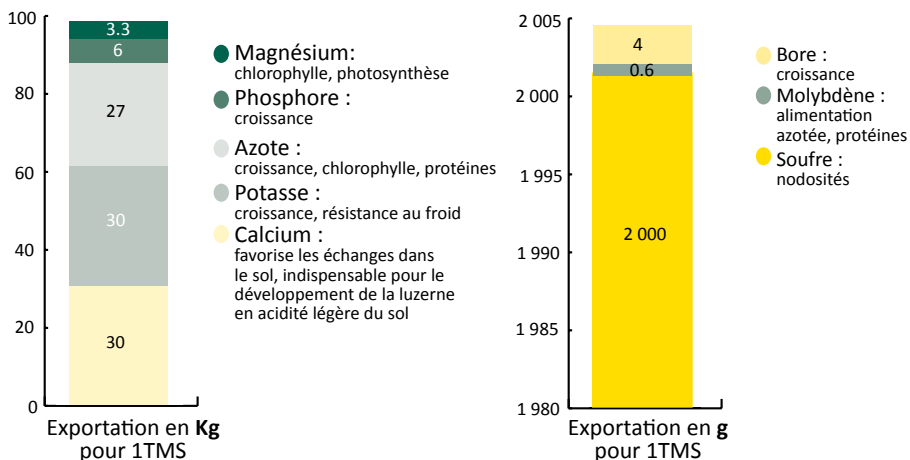 100
80
60
40
20
0
3.3
6
27
30
30
Exportation en Kg
pour 1TMS
Magnésium:
chlorophylle, photosynthèse
Phosphore :
croissance
Azote :
croissance, chlorophylle, protéines
Potasse :
croissance, résistance au froid
Calcium :
favorise les échanges dans
le sol, indispensable pour le
développement de la luzerne
en acidité légère du sol
2 005
2 000
1 995
1 990
1 985
1 980
4
0.6
2 000
Exportation en g
pour 1TMS
Bore :
croissance
Molybdène :
alimentation
azotée, protéines
Soufre :
nodosités